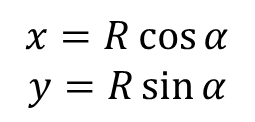 x = R cos α
y = R sin α